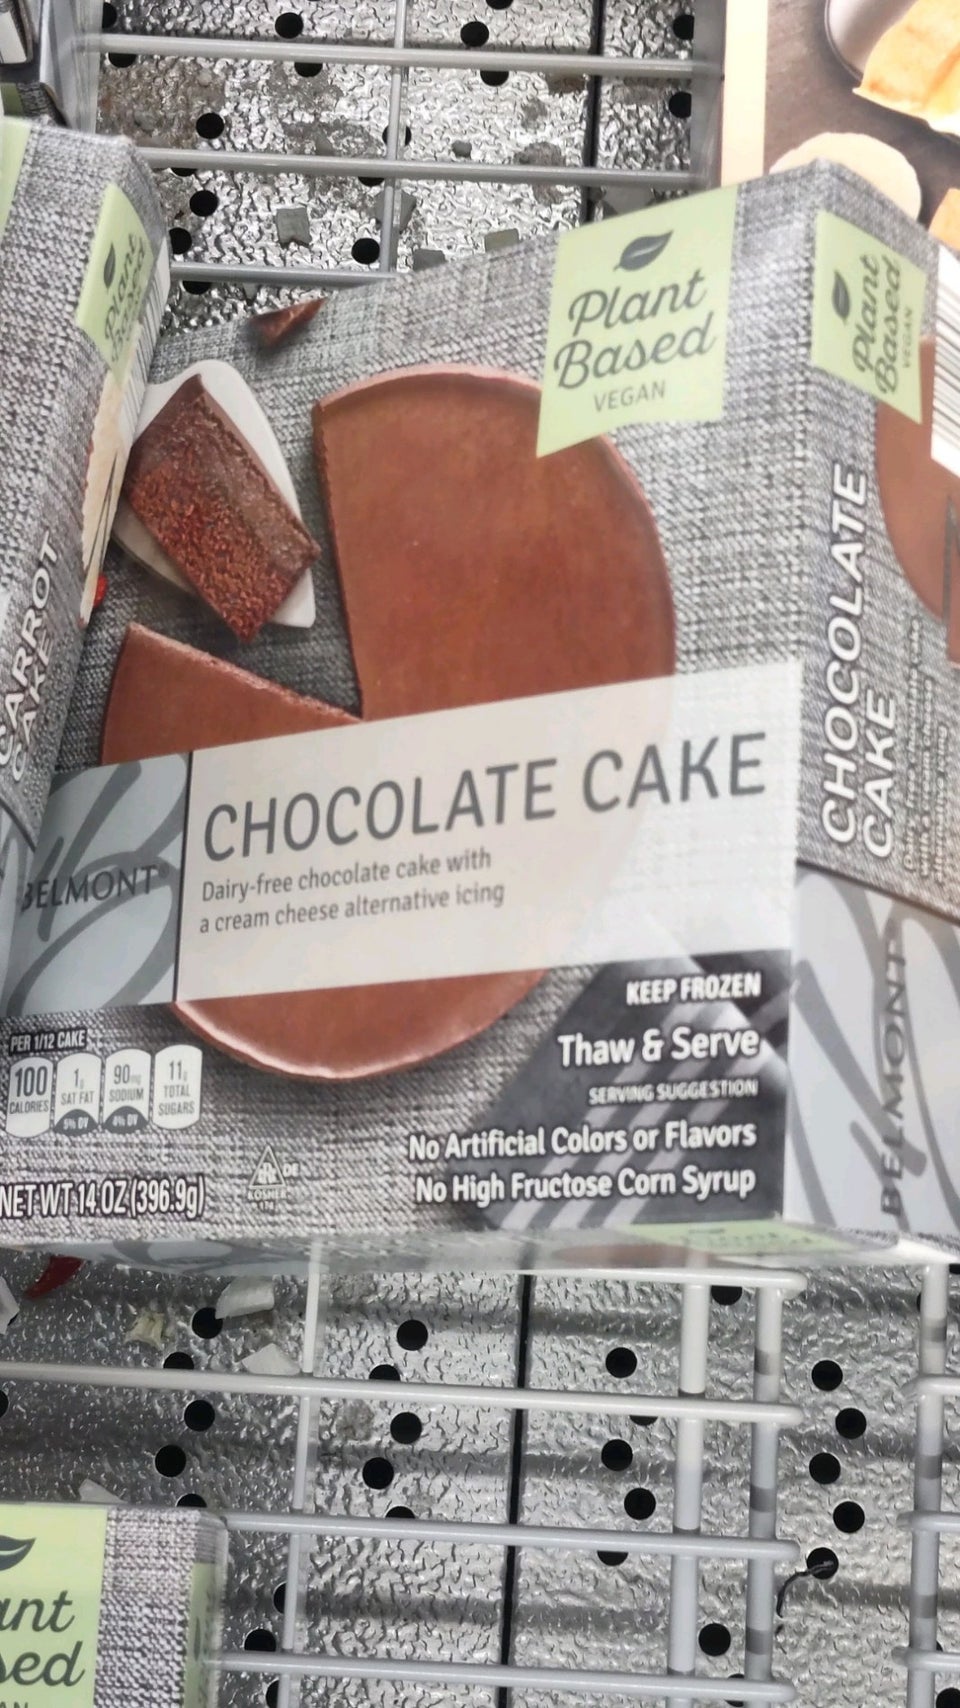 Plant
Based
VEGAN
Plant
Based
VEGAN
Plant
Based
CARROT
CAKE
CHOCOLATE
CAKE
CHOCOLATE CAKE
Dairy-free chocolate cake with
a cream cheese alternative icing
BELMONT®
BELMONT
KEEP FROZEN
Thaw & Serve
SERVING SUGGESTION
No Artificial Colors or Flavors
No High Fructose Corn Syrup
PER 1/12 CAKE
100
CALORIES
1g
SAT FAT
5% DV
90mg
SODIUM
4% DV
11g
TOTAL
SUGARS
NET WT 14 OZ (396.9g)
DE
KOSHER
ant
sed